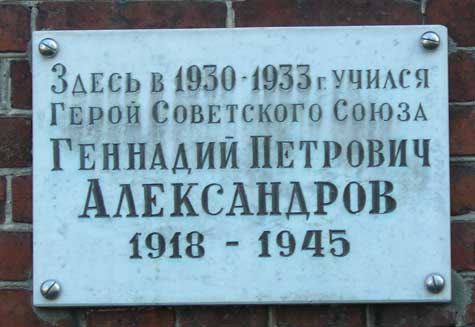 Здесь в 1930-1933 г. учился
Герой Советского Союза
Геннадий Петрович
Александров
1918 - 1945